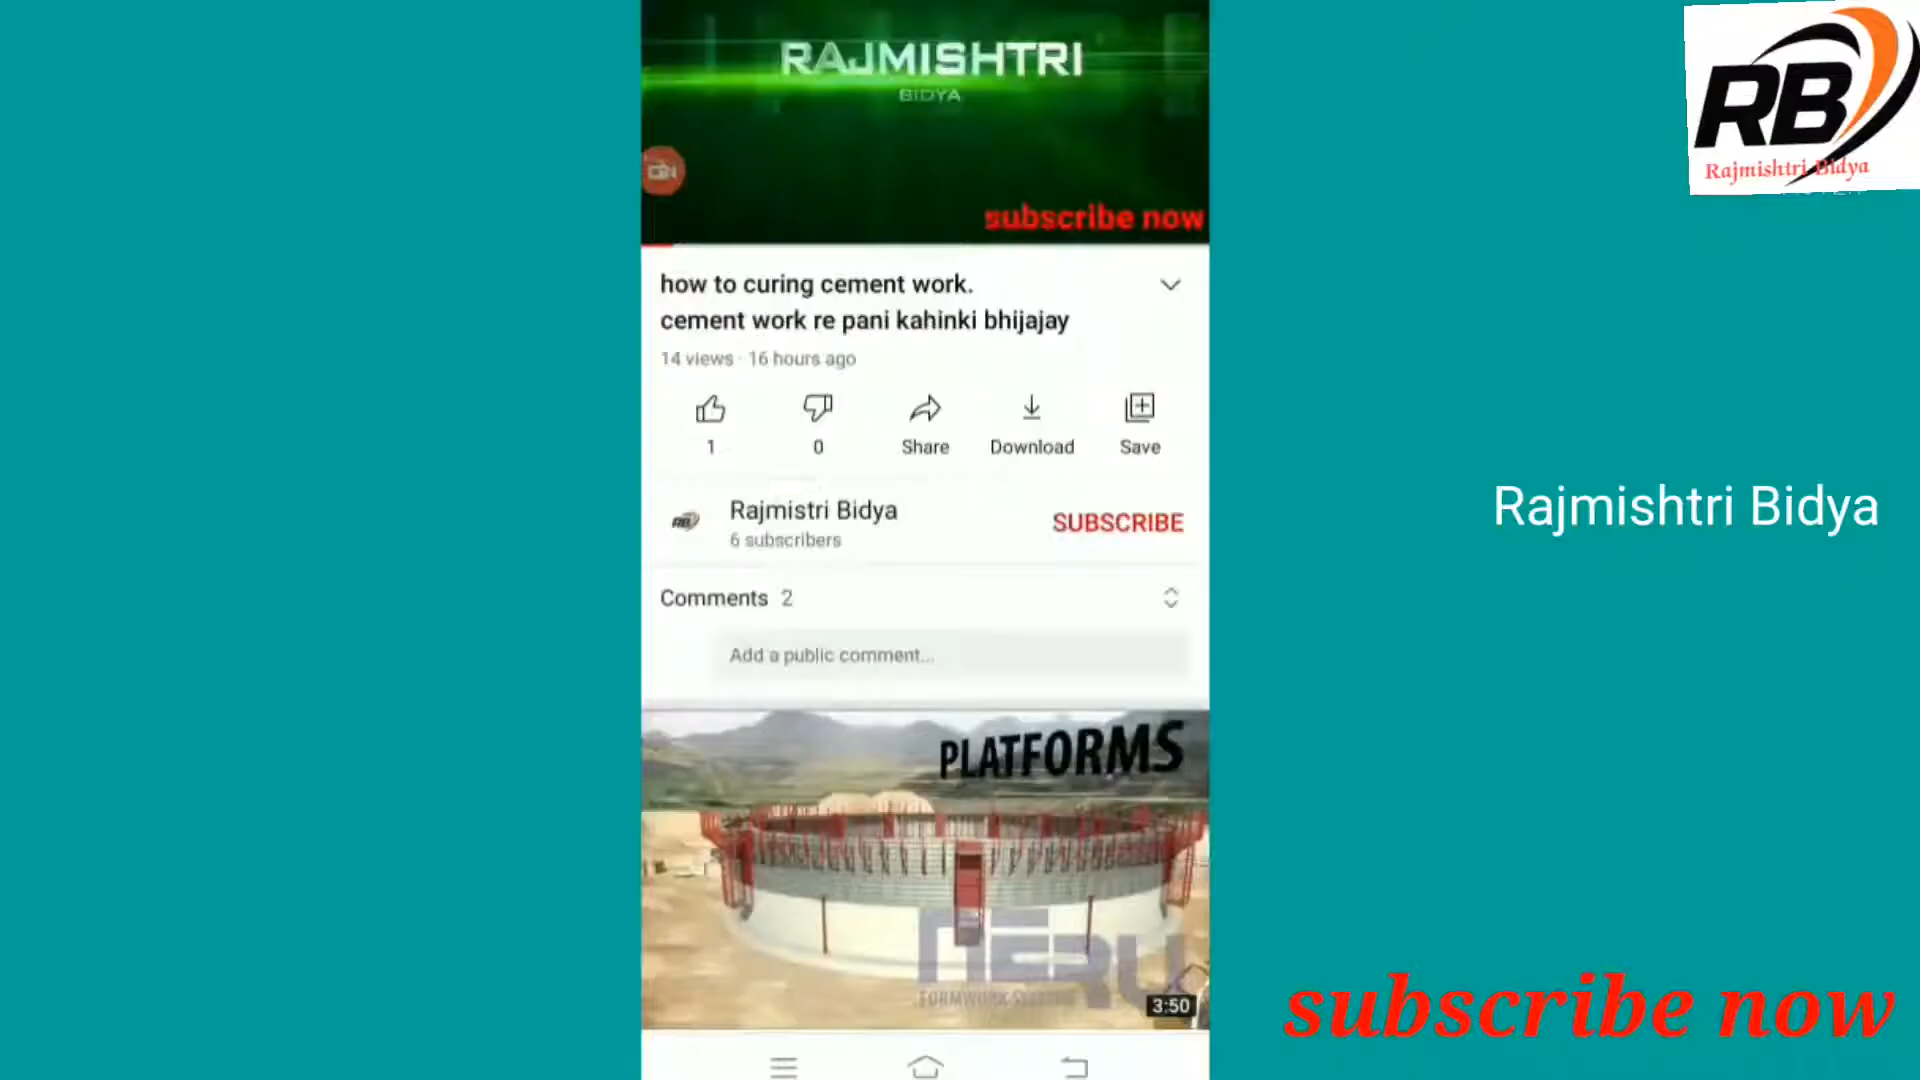 RAJMISHTRI
BIDYA
subscribe now
how to curing cement work.
cement work re pani kahinki bhijajay
14 views · 16 hours ago
1
0
Share
Download
Save
Rajmistri Bidya
6 subscribers
SUBSCRIBE
Comments 2
Add a public comment...
PLATFORMS
NERU
3:50
RB
Rajmishtri Bidya
Rajmishtri Bidya
subscribe now